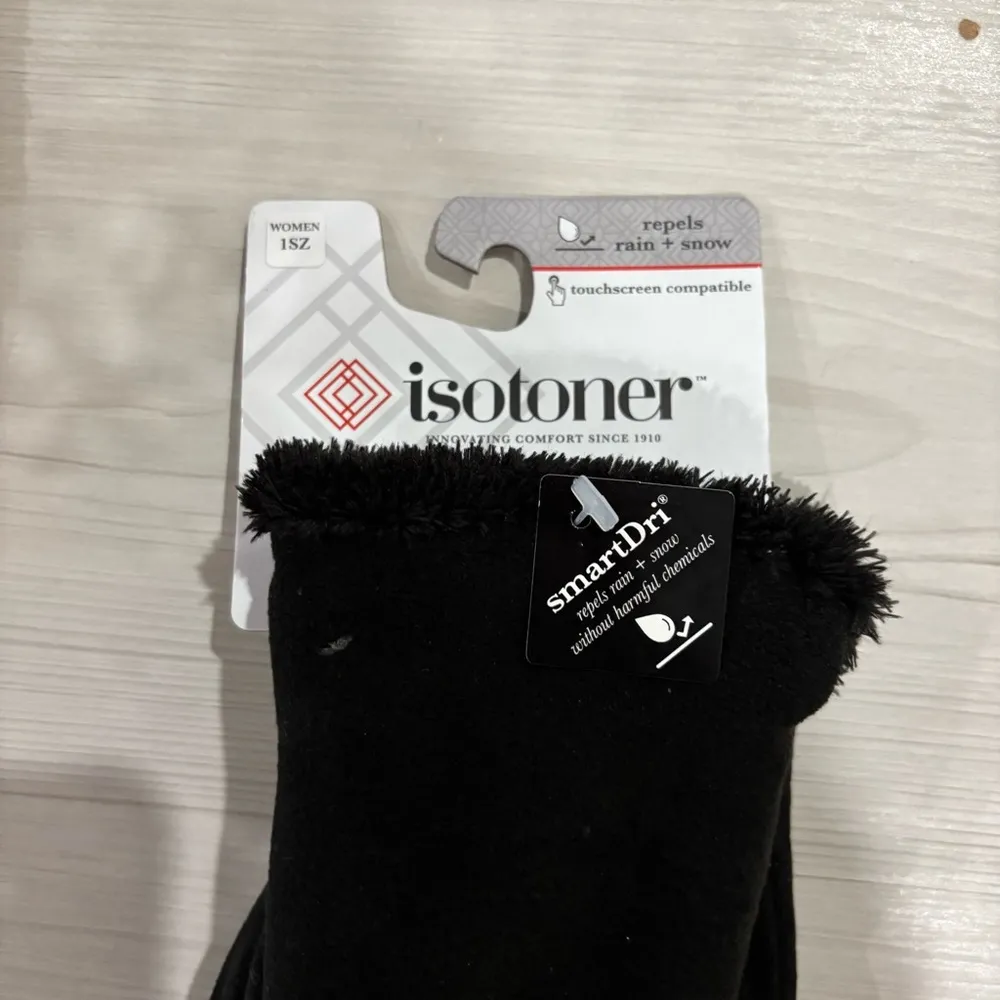 WOMEN
1SZ
repels
rain + snow
touchscreen compatible
isotoner™
INNOVATING COMFORT SINCE 1910
smartDri®
repels rain + snow
without harmful chemicals